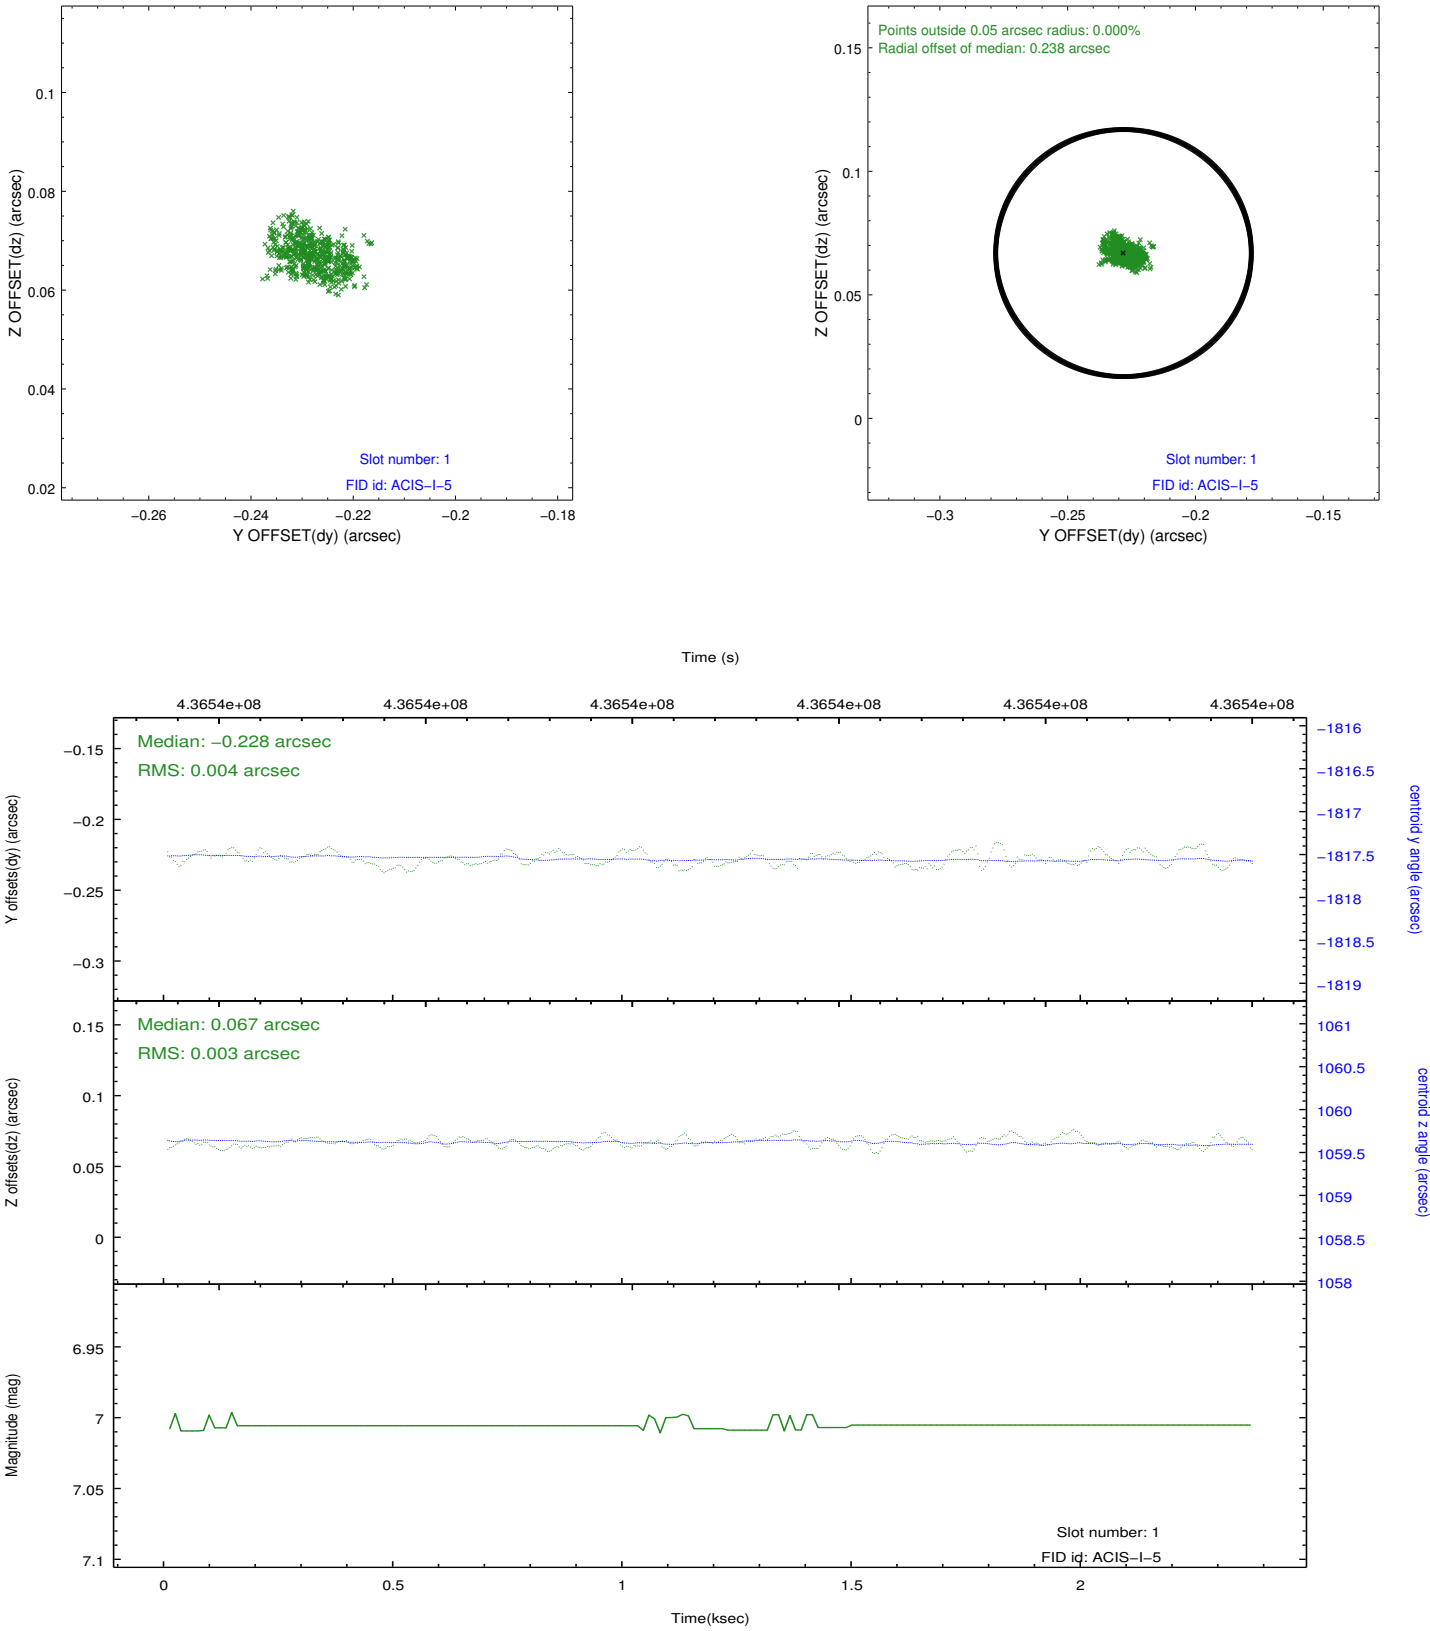 0.1
0.08
0.06
0.04
0.02
Z OFFSET(dz) (arcsec)
Slot number: 1
FID id: ACIS−I−5
−0.26 −0.24 −0.22 −0.2 −0.18
Y OFFSET(dy) (arcsec)
Points outside 0.05 arcsec radius: 0.000%
Radial offset of median: 0.238 arcsec
0.15
0.1
0.05
0
Z OFFSET(dz) (arcsec)
Slot number: 1
FID id: ACIS−I−5
−0.3 −0.25 −0.2 −0.15
Y OFFSET(dy) (arcsec)
Time (s)
4.3654e+08 4.3654e+08 4.3654e+08 4.3654e+08 4.3654e+08 4.3654e+08
Median: −0.228 arcsec
RMS: 0.004 arcsec
−0.15
−0.2
−0.25
−0.3
Y offsets(dy) (arcsec)
−1816
−1816.5
−1817
−1817.5
−1818
−1818.5
−1819
centroid y angle (arcsec)
Median: 0.067 arcsec
RMS: 0.003 arcsec
0.15
0.1
0.05
0
Z offsets(dz) (arcsec)
1061
1060.5
1060
1059.5
1059
1058.5
1058
centroid z angle (arcsec)
6.95
7
7.05
7.1
Magnitude (mag)
Slot number: 1
FID id: ACIS−I−5
0 0.5 1 1.5 2
Time(ksec)